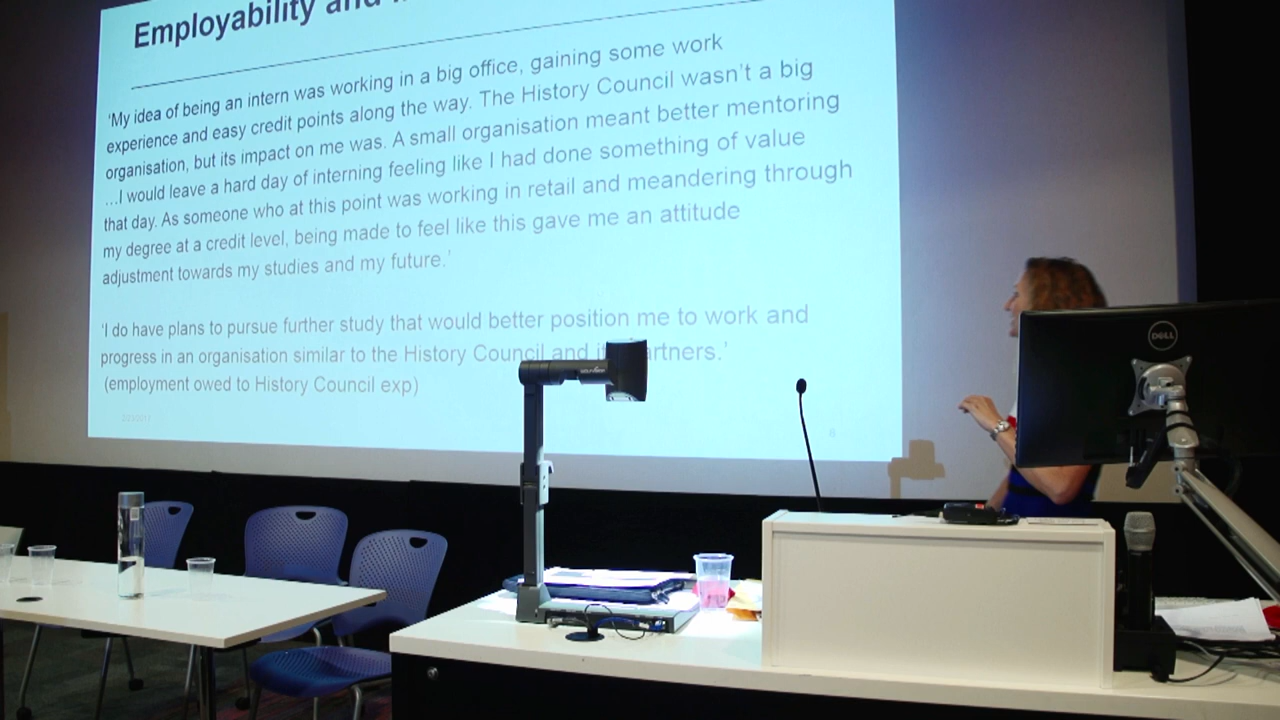 Employability and
'My idea of being an intern was working in a big office, gaining some work
experience and easy credit points along the way. The History Council wasn't a big
organisation, but its impact on me was. A small organisation meant better mentoring
...I would leave a hard day of interning feeling like I had done something of value
that day. As someone who at this point was working in retail and meandering through
my degree at a credit level, being made to feel like this gave me an attitude
adjustment towards my studies and my future.'
'I do have plans to pursue further study that would better position me to work and
progress in an organisation similar to the History Council and artners.'
(employment owed to History Council exp)
6
DELL